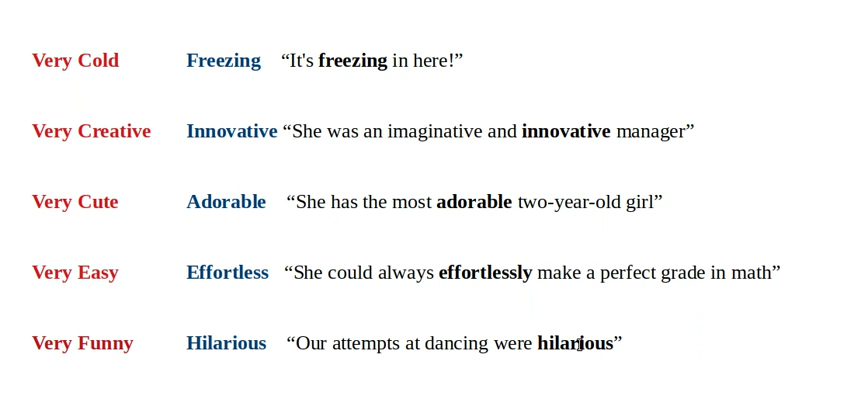 Very Cold Freezing “It's freezing in here!”
Very Creative Innovative “She was an imaginative and innovative manager”
Very Cute Adorable “She has the most adorable two-year-old girl”
Very Easy Effortless “She could always effortlessly make a perfect grade in math”
Very Funny Hilarious “Our attempts at dancing were hilarious”